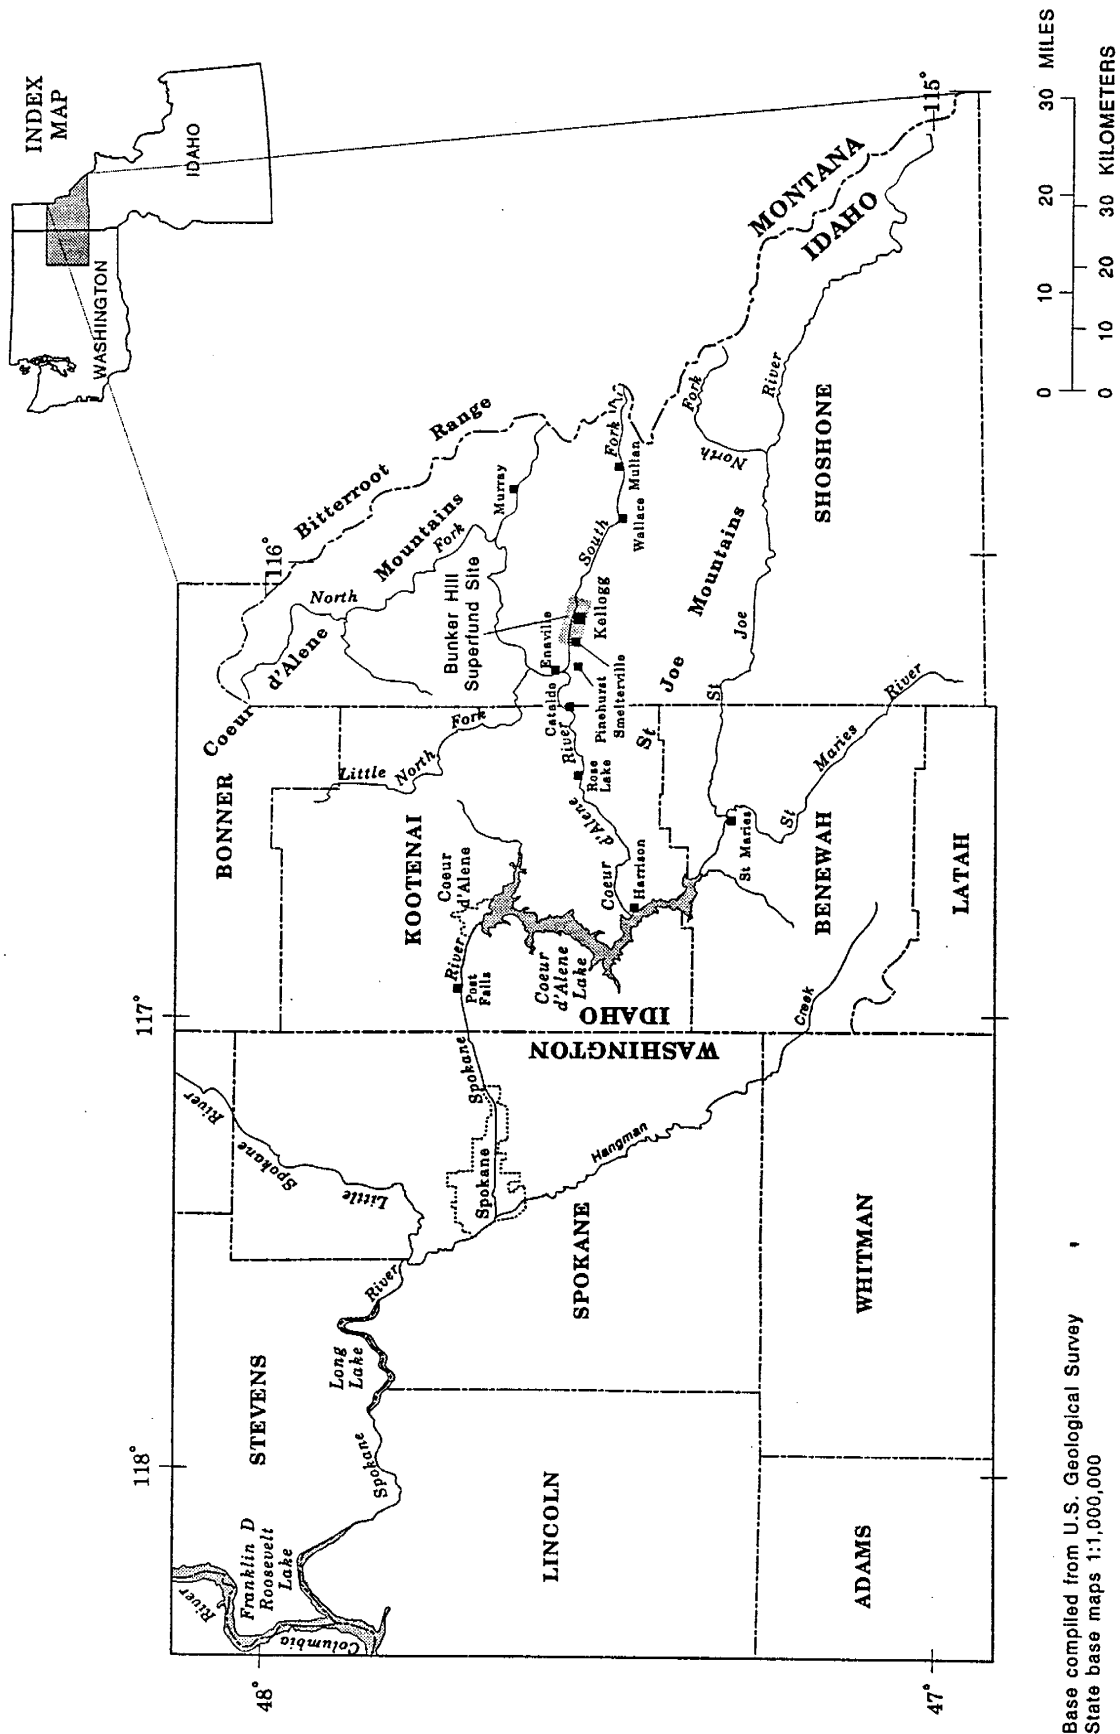 INDEX
MAP
WASHINGTON
IDAHO
118°
117°
116°
115°
48°
47°
River
Franklin D
Roosevelt
Lake
Columbia
STEVENS
Spokane
Long
Lake
River
Little
Spokane
River
BONNER
Coeur
d'Alene
Mountains
Bitterroot
Range
North
Fork
Little
North
Fork
Murray
KOOTENAI
Coeur
d'Alene
River
Post
Falls
Spokane
Spokane
Bunker Hill
Superfund Site
Enaville
Cataldo
Kellogg
Pinehurst
Smelterville
South
Fork
Wallace
Mullan
Rose
Lake
River
d'Alene
Coeur
Harrison
Coeur
d'Alene
Lake
WASHINGTON
IDAHO
LINCOLN
SPOKANE
Hangman
Creek
St
Joe
Mountains
St
Joe
River
North
Fork
St Maries
St
Maries
River
MONTANA
IDAHO
SHOSHONE
BENEWAH
LATAH
WHITMAN
ADAMS
0 10 20 30 MILES
0 10 20 30 KILOMETERS
Base compiled from U.S. Geological Survey
State base maps 1:1,000,000